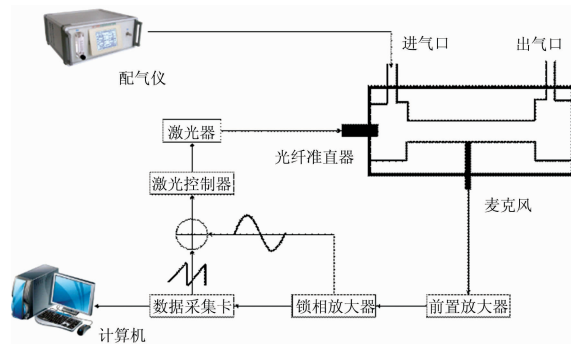 进气口
出气口
配气仪
激光器
光纤准直器
激光控制器
麦克风
数据采集卡
锁相放大器
前置放大器
计算机